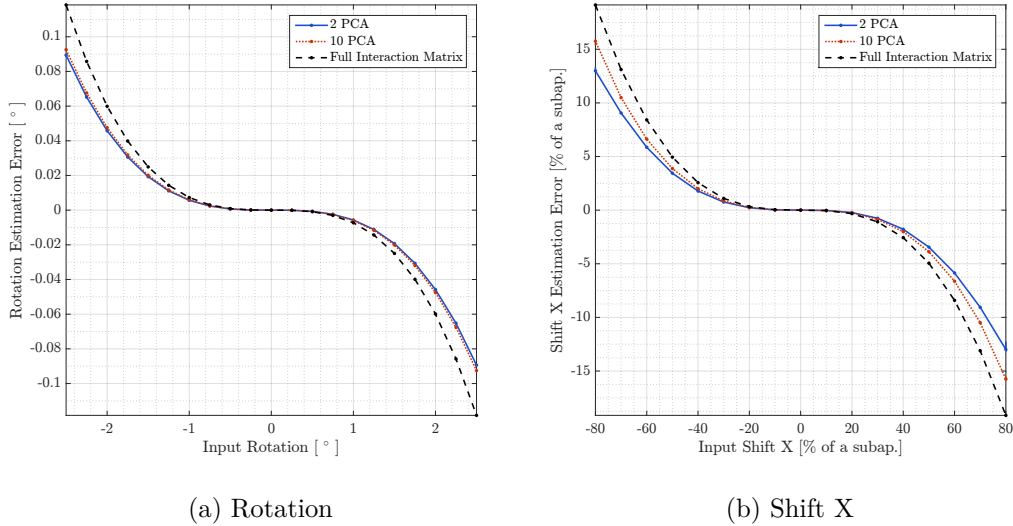 2 PCA
10 PCA
Full Interaction Matrix
0.1
0.08
0.06
0.04
0.02
0
-0.02
-0.04
-0.06
-0.08
-0.1
Rotation Estimation Error [ ° ]
-2
-1
0
1
2
Input Rotation [ ° ]
(a) Rotation
2 PCA
10 PCA
Full Interaction Matrix
15
10
5
0
-5
-10
-15
Shift X Estimation Error [% of a subap.]
-80
-60
-40
-20
0
20
40
60
80
Input Shift X [% of a subap.]
(b) Shift X